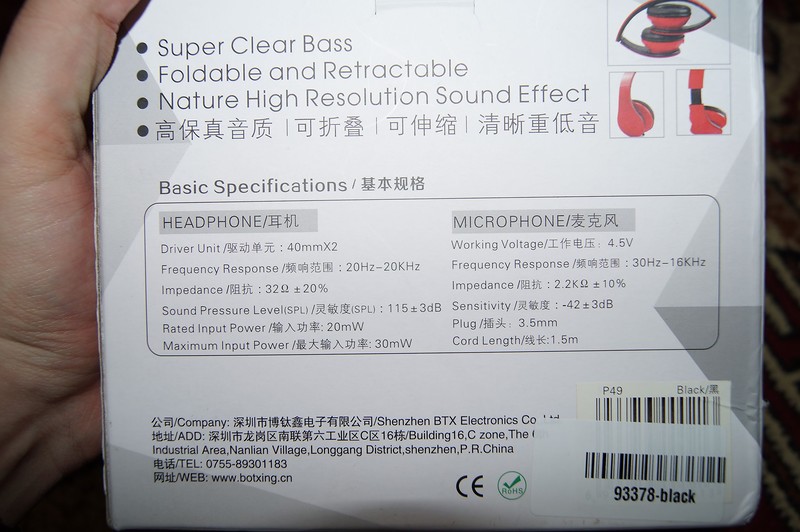 ● Super Clear Bass
● Foldable and Retractable
● Nature High Resolution Sound Effect
● 高保真音质 | 可折叠 | 可伸缩 | 清晰重低音
Basic Specifications / 基本规格
HEADPHONE/耳机
Driver Unit /驱动单元: 40mmX2
Frequency Response /频响范围: 20Hz-20KHz
Impedance /阻抗: 32Ω ±20%
Sound Pressure Level(SPL) /灵敏度(SPL): 115±3dB
Rated Input Power /输入功率: 20mW
Maximum Input Power /最大输入功率: 30mW
MICROPHONE/麦克风
Working Voltage/工作电压: 4.5V
Frequency Response /频响范围: 30Hz-16KHz
Impedance /阻抗: 2.2KΩ ±10%
Sensitivity /灵敏度: -42±3dB
Plug /插头: 3.5mm
Cord Length/线长:1.5m
公司/Company: 深圳市博钛鑫电子有限公司/Shenzhen BTX Electronics
地址/ADD: 深圳市龙岗区南联第六工业区C区16栋/Building16,C zone,The
Industrial Area,Nanlian Village,Longgang District,shenzhen,P.R.China
电话/TEL: 0755-89301183
网址/WEB: www.botxing.cn
CE
RoHS
P49 Black/黑
93378-black